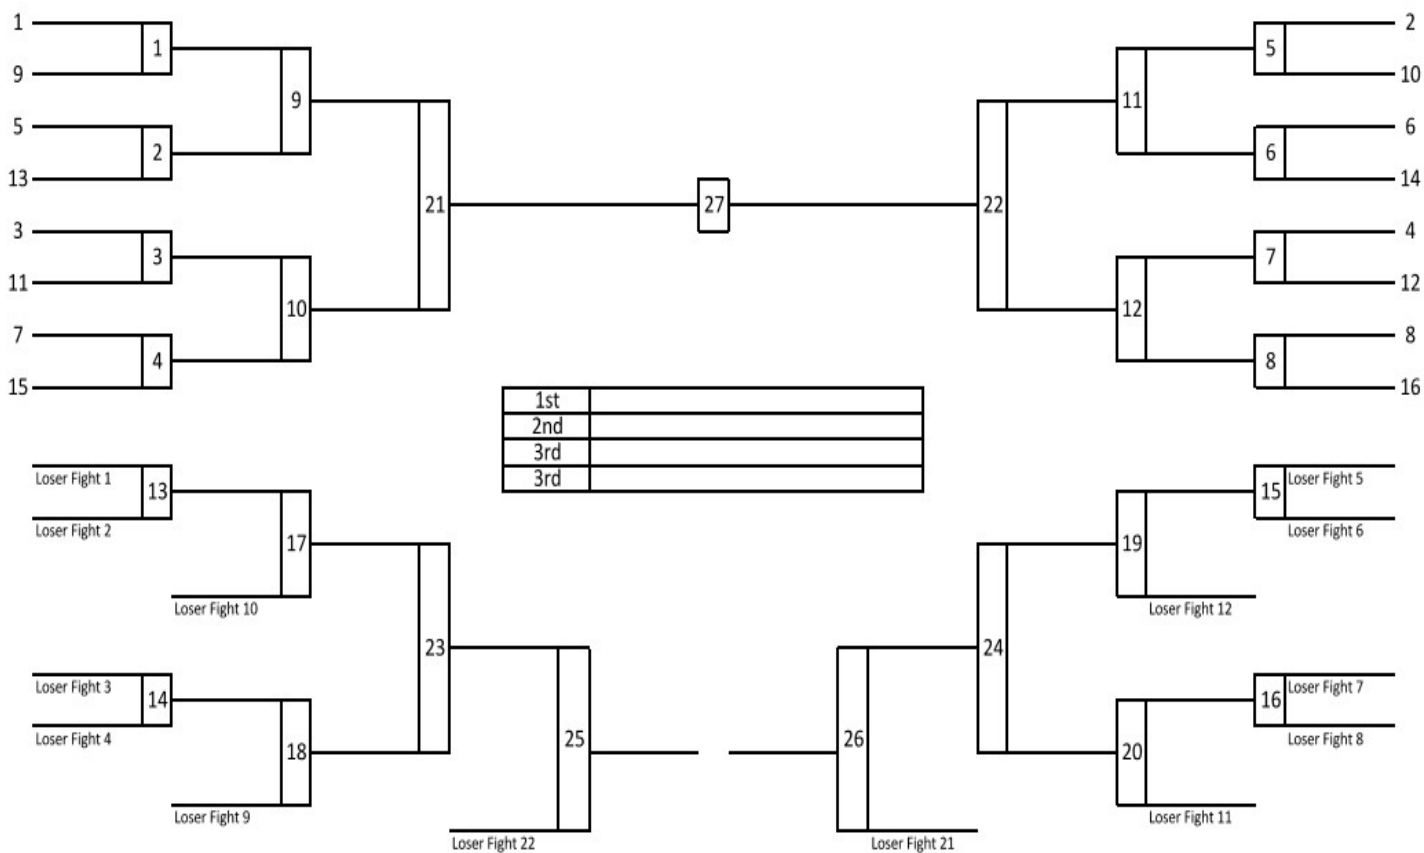 1
2
1
5
9
10
9
11
5
6
2
6
13
14
21
27
22
3
4
3
7
11
12
10
12
7
8
4
8
15
16
1st
2nd
3rd
3rd
Loser Fight 1
13
15
Loser Fight 5
Loser Fight 2
Loser Fight 6
17
19
Loser Fight 10
Loser Fight 12
23
24
Loser Fight 3
14
16
Loser Fight 7
Loser Fight 4
25
26
Loser Fight 8
18
20
Loser Fight 9
Loser Fight 11
Loser Fight 22
Loser Fight 21